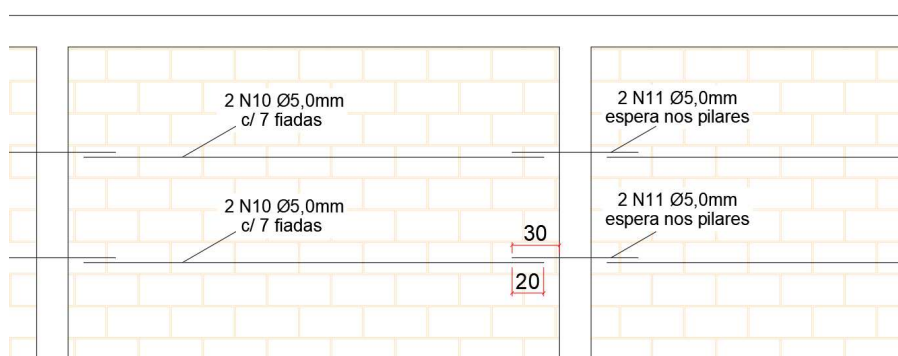 2 N10 Ø5,0mm
c/ 7 fiadas
2 N11 Ø5,0mm
espera nos pilares
2 N10 Ø5,0mm
c/ 7 fiadas
2 N11 Ø5,0mm
espera nos pilares
30
20